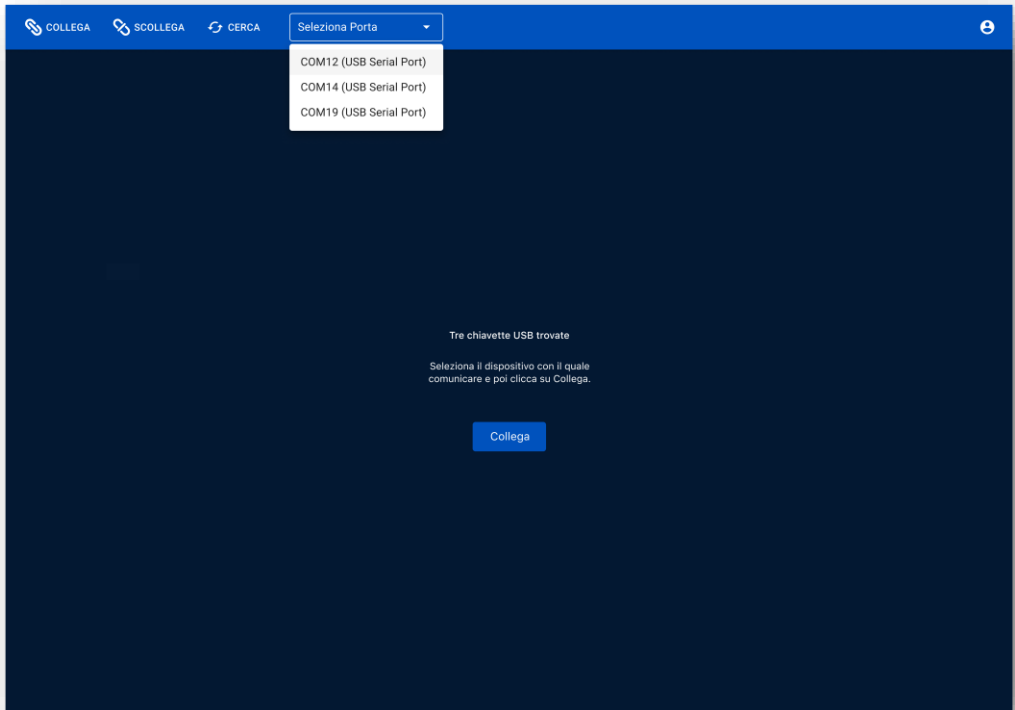 COLLEGA
SCOLLEGA
CERCA
Seleziona Porta
COM12 (USB Serial Port)
COM14 (USB Serial Port)
COM19 (USB Serial Port)
Tre chiavette USB trovate
Seleziona il dispositivo con il quale
comunicare e poi clicca su Collega.
Collega